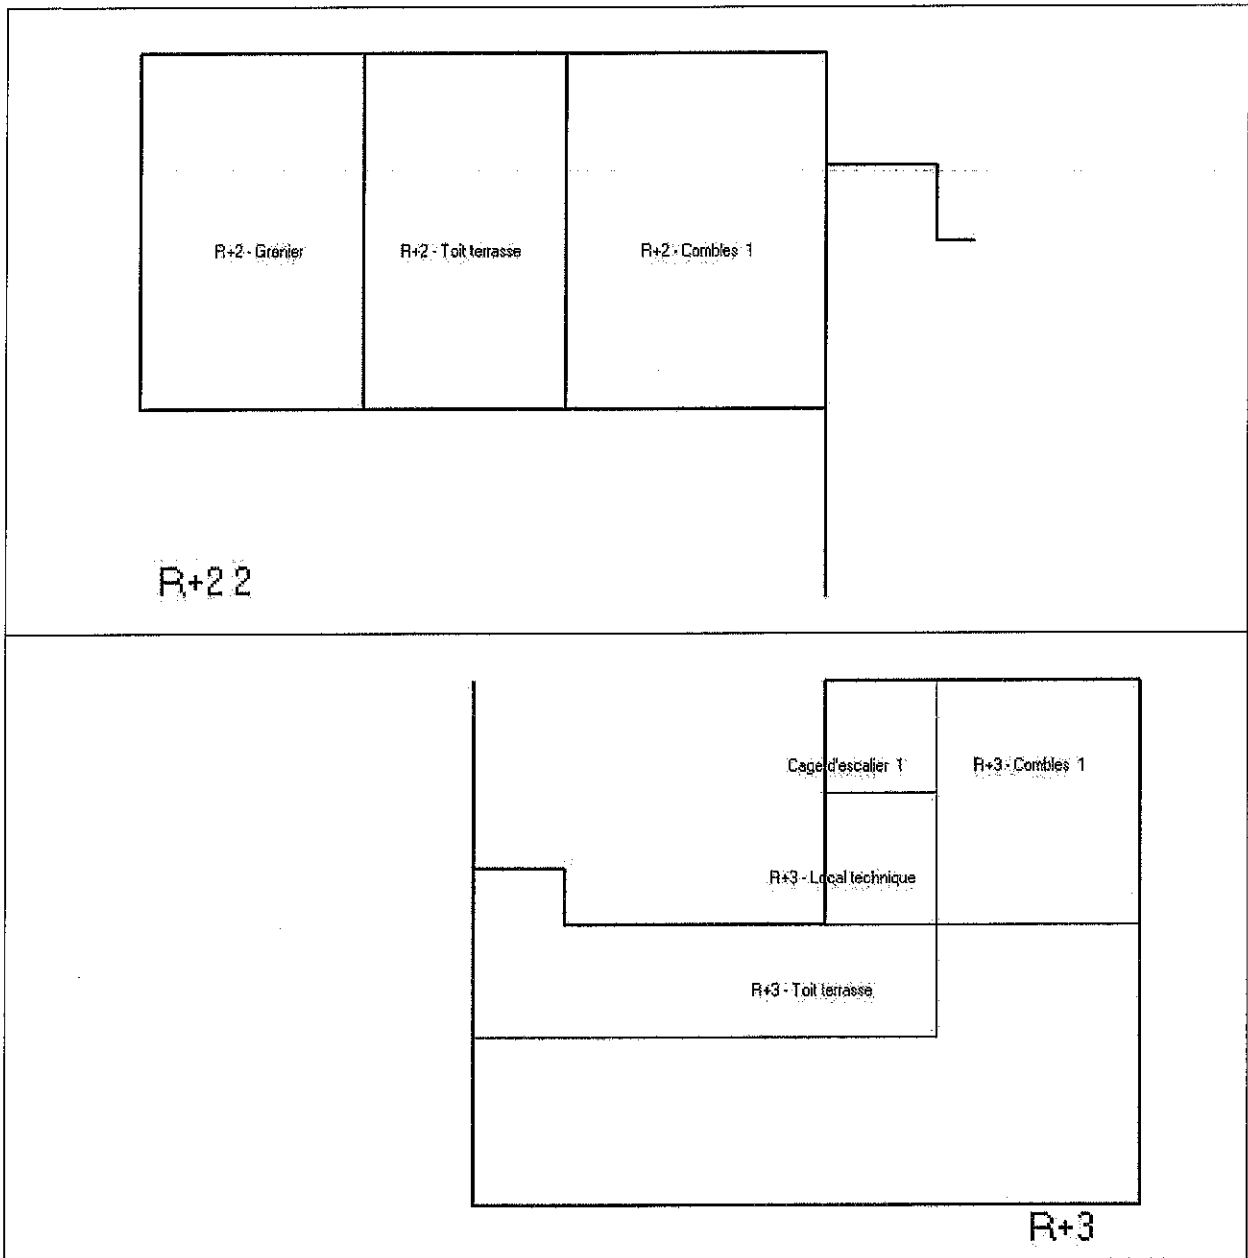 R+2 - Grenier
R+2 - Toit terrasse
R+2 - Combles 1
R+2 2
Cage d'escalier 1
R+3 - Combles 1
R+3 - Local technique
R+3 - Toit terrasse
R+3